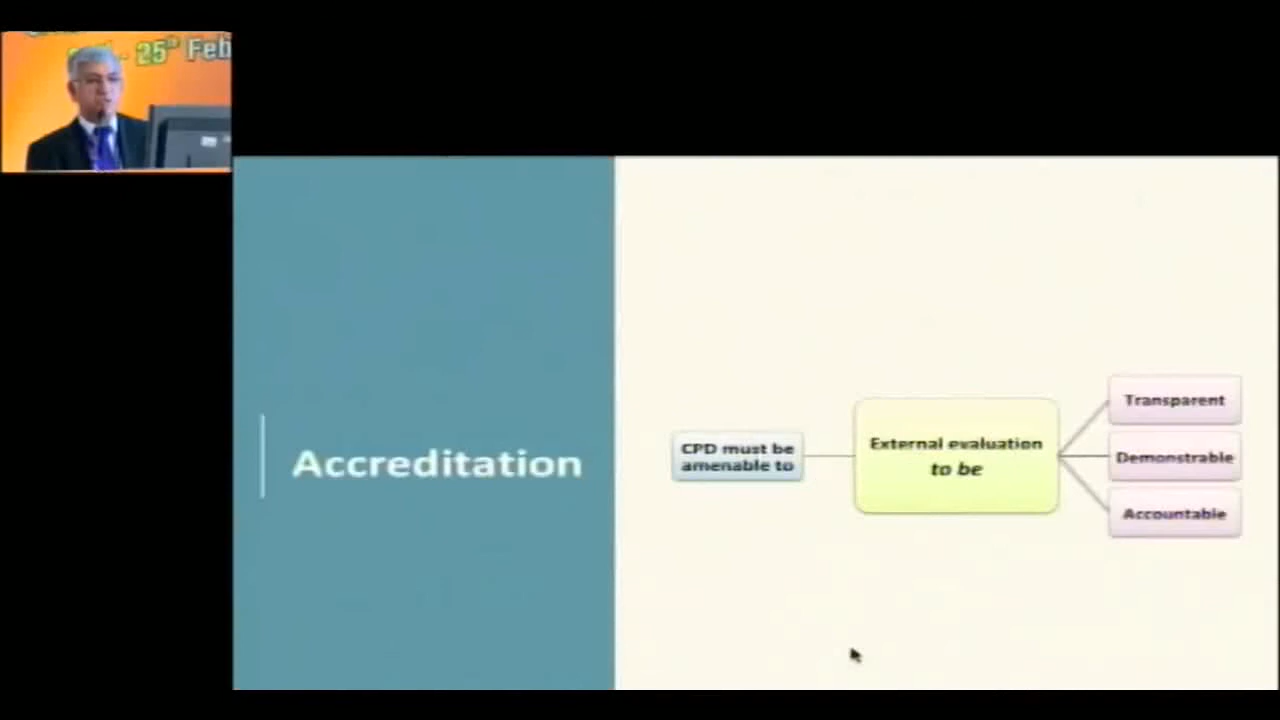 25th Feb
Accreditation
CPD must be
amenable to
External evaluation
to be
Transparent
Demonstrable
Accountable